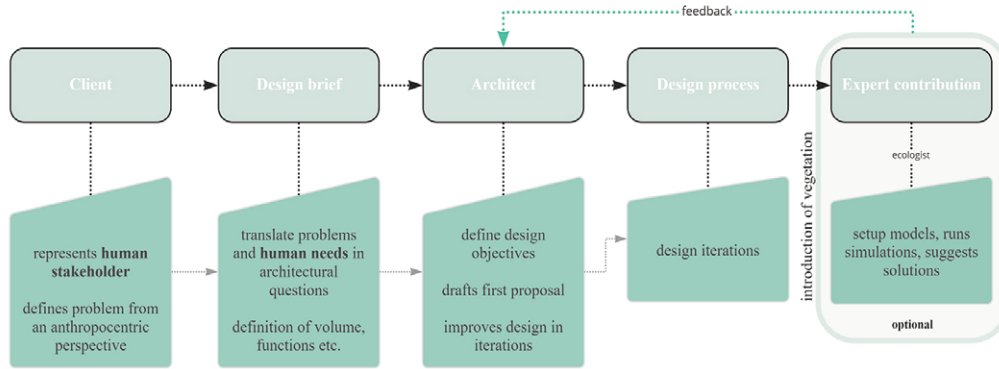 feedback
Client
Design brief
Architect
Design process
Expert contribution
ecologist
introduction of vegetation
represents human
stakeholder
defines problem from
an anthropocentric
perspective
translate problems
and human needs in
architectural
questions
definition of volume,
functions etc.
define design
objectives
drafts first proposal
improves design in
iterations
design iterations
setup models, runs
simulations, suggests
solutions
optional